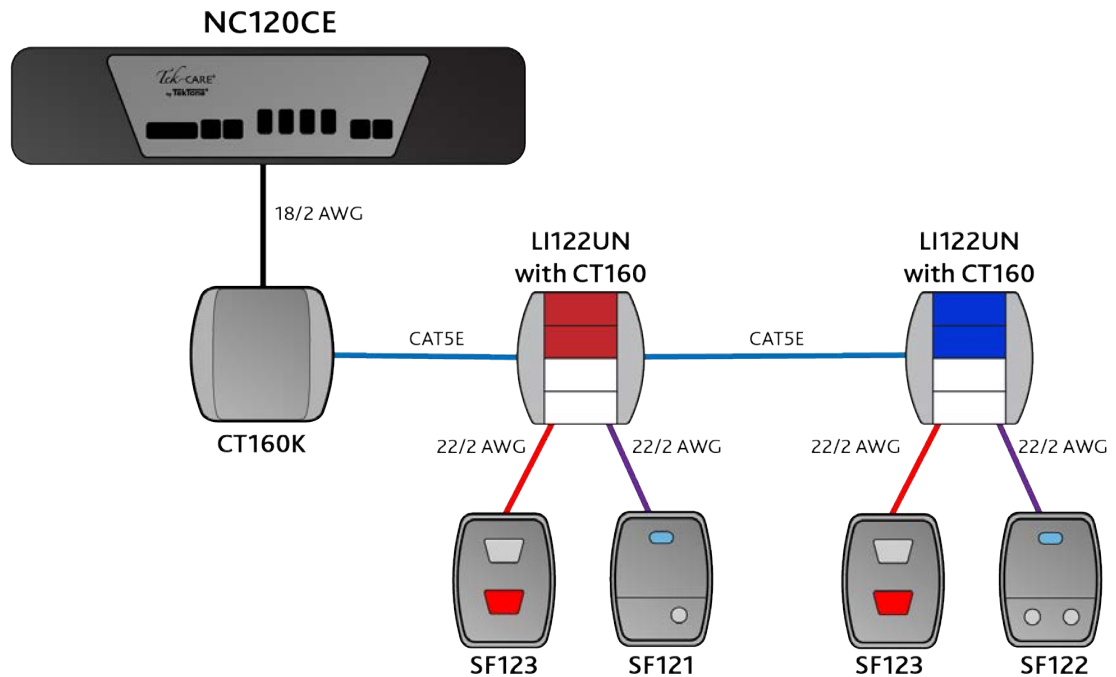 NC120CE
Tek-CARE®
by TekTone®
18/2 AWG
LI122UN
with CT160
LI122UN
with CT160
CAT5E
CAT5E
CT160K
22/2 AWG
22/2 AWG
22/2 AWG
22/2 AWG
SF123
SF121
SF123
SF122